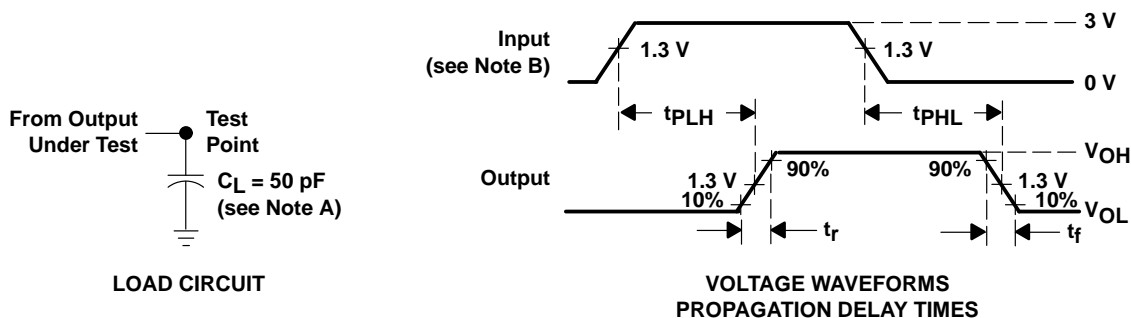 From Output
Under Test
Test
Point
CL = 50 pF
(see Note A)
LOAD CIRCUIT
Input
(see Note B)
1.3 V
1.3 V
3 V
0 V
tPLH
tPHL
Output
10%
1.3 V
90%
90%
1.3 V
10%
VOH
VOL
tr
tf
VOLTAGE WAVEFORMS
PROPAGATION DELAY TIMES